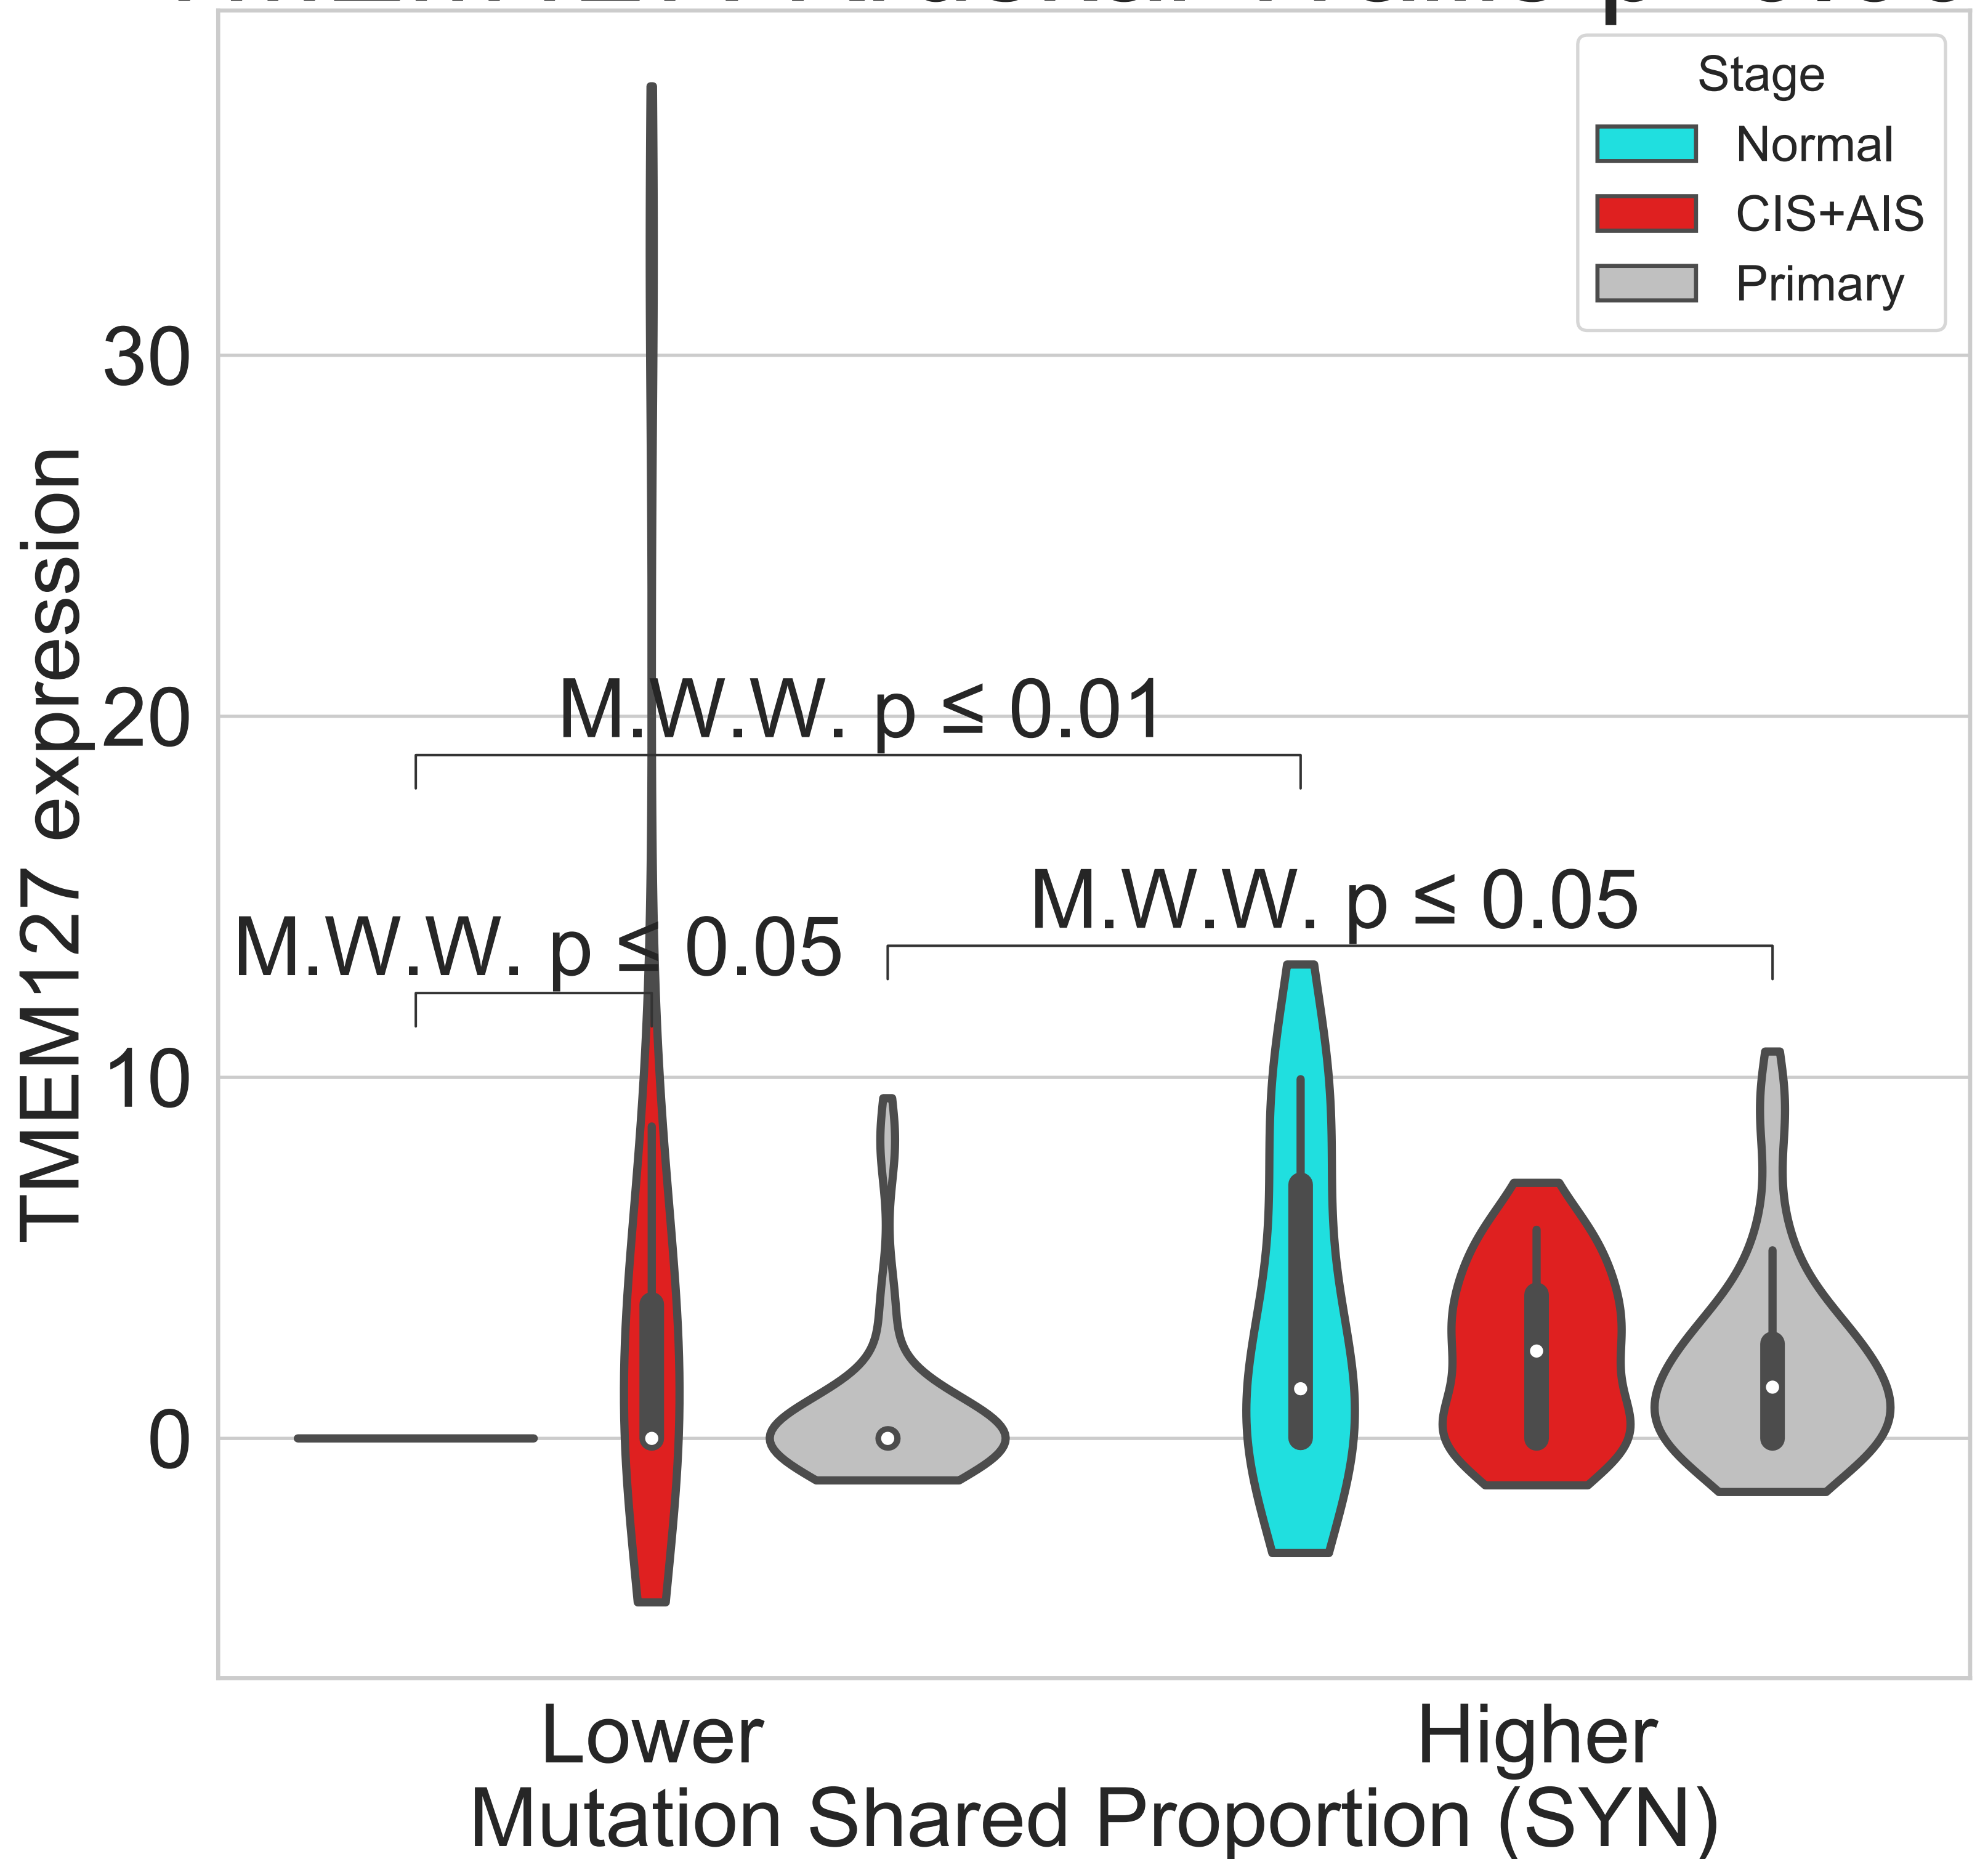 Stage
Normal
CIS+AIS
Primary
30
20
10
0
TMEM127 expression
M.W.W. p ≤ 0.01
M.W.W. p ≤ 0.05
M.W.W. p ≤ 0.05
Lower
Higher
Mutation Shared Proportion (SYN)